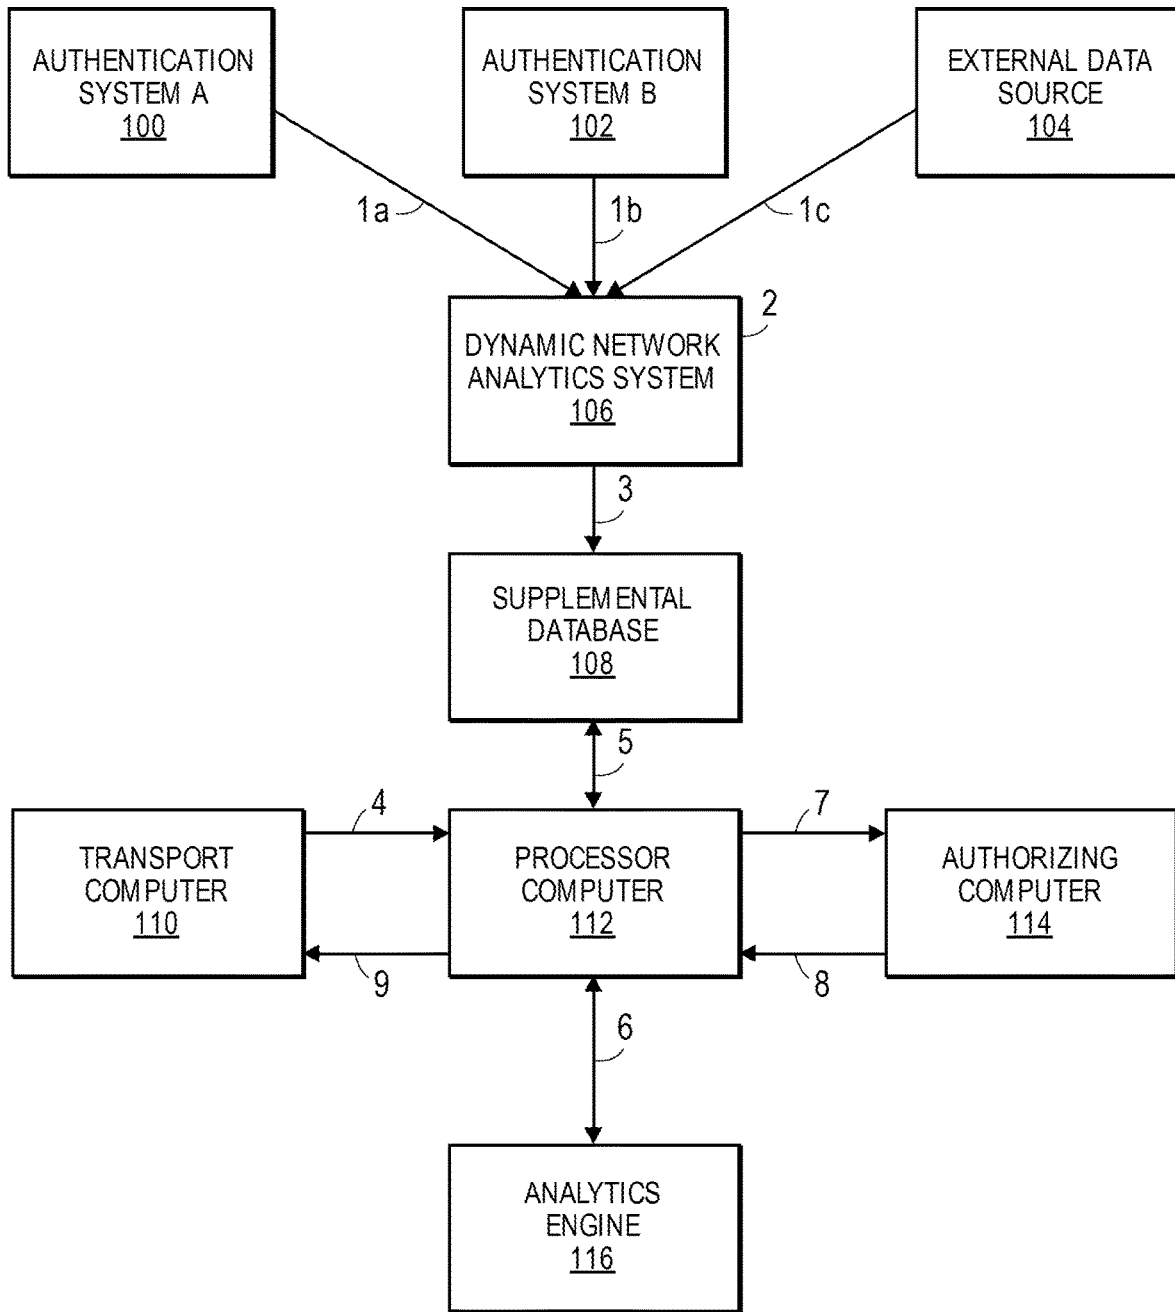 AUTHENTICATION
SYSTEM A
100
AUTHENTICATION
SYSTEM B
102
EXTERNAL DATA
SOURCE
104
1a
1b
1c
2
DYNAMIC NETWORK
ANALYTICS SYSTEM
106
3
SUPPLEMENTAL
DATABASE
108
5
4
7
TRANSPORT
COMPUTER
110
PROCESSOR
COMPUTER
112
AUTHORIZING
COMPUTER
114
9
8
6
ANALYTICS
ENGINE
116